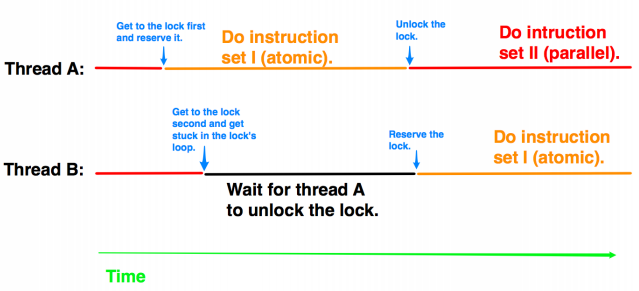 Get to the lock first
and reserve it.
Do instruction
set I (atomic).
Unlock the
lock.
Do intruction
set II (parallel).
Thread A:
Get to the lock
second and get
stuck in the lock's
loop.
Reserve the
lock.
Do instruction
set I (atomic).
Thread B:
Wait for thread A
to unlock the lock.
Time